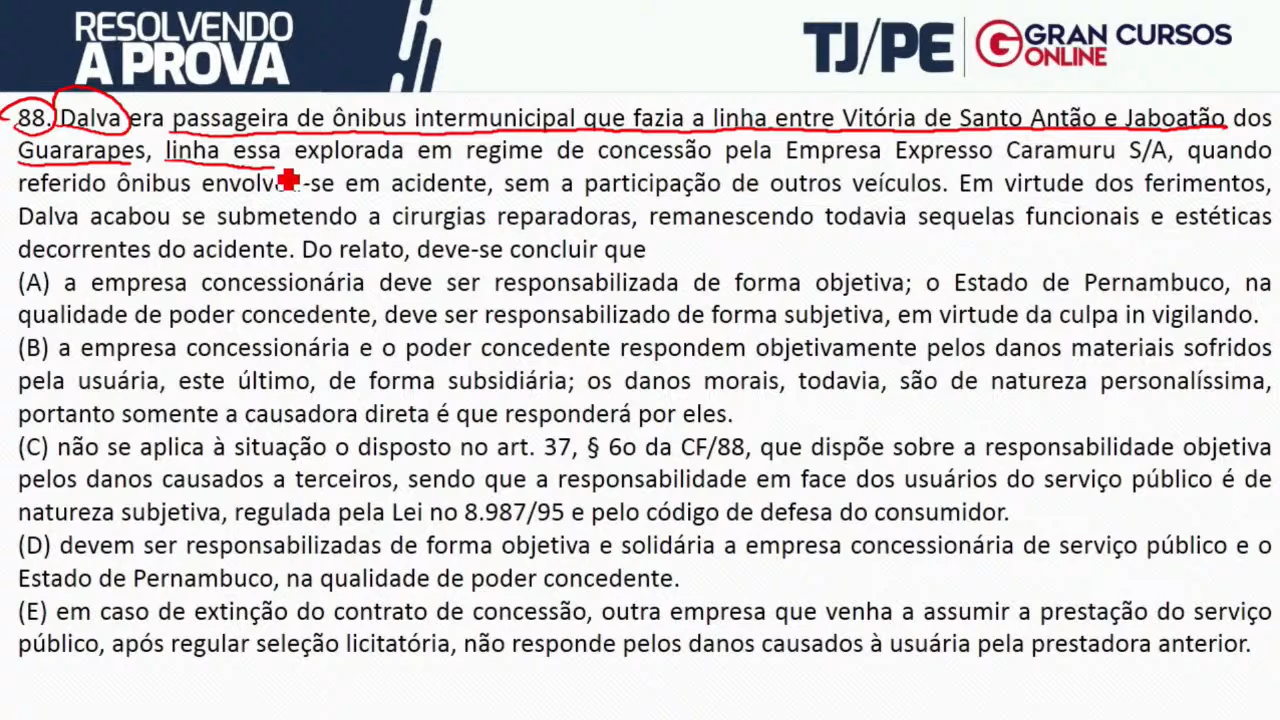 RESOLVENDO
A PROVA
TJ/PE
GRAN CURSOS
ONLINE
88. Dalva era passageira de ônibus intermunicipal que fazia a linha entre Vitória de Santo Antão e Jaboatão dos
Guararapes, linha essa explorada em regime de concessão pela Empresa Expresso Caramuru S/A, quando
referido ônibus -se em acidente, sem a participação de outros veículos. Em virtude dos ferimentos,
Dalva acabou se submetendo a cirurgias reparadoras, remanescendo todavia sequelas funcionais e estéticas
decorrentes do acidente. Do relato, deve-se concluir que
(A) a empresa concessionária deve ser responsabilizada de forma objetiva; o Estado de Pernambuco, na
qualidade de poder concedente, deve ser responsabilizado de forma subjetiva, em virtude da culpa in vigilando.
(B) a empresa concessionária e o poder concedente respondem objetivamente pelos danos materiais sofridos
pela usuária, este último, de forma subsidiária; os danos morais, todavia, são de natureza personalíssima,
portanto somente a causadora direta é que responderá por eles.
(C) não se aplica à situação o disposto no art. 37, § 6o da CF/88, que dispõe sobre a responsabilidade objetiva
pelos danos causados a terceiros, sendo que a responsabilidade em face dos usuários do serviço público é de
natureza subjetiva, regulada pela Lei no 8.987/95 e pelo código de defesa do consumidor.
(D) devem ser responsabilizadas de forma objetiva e solidária a empresa concessionária de serviço público e o
Estado de Pernambuco, na qualidade de poder concedente.
(E) em caso de extinção do contrato de concessão, outra empresa que venha a assumir a prestação do serviço
público, após regular seleção licitatória, não responde pelos danos causados à usuária pela prestadora anterior.